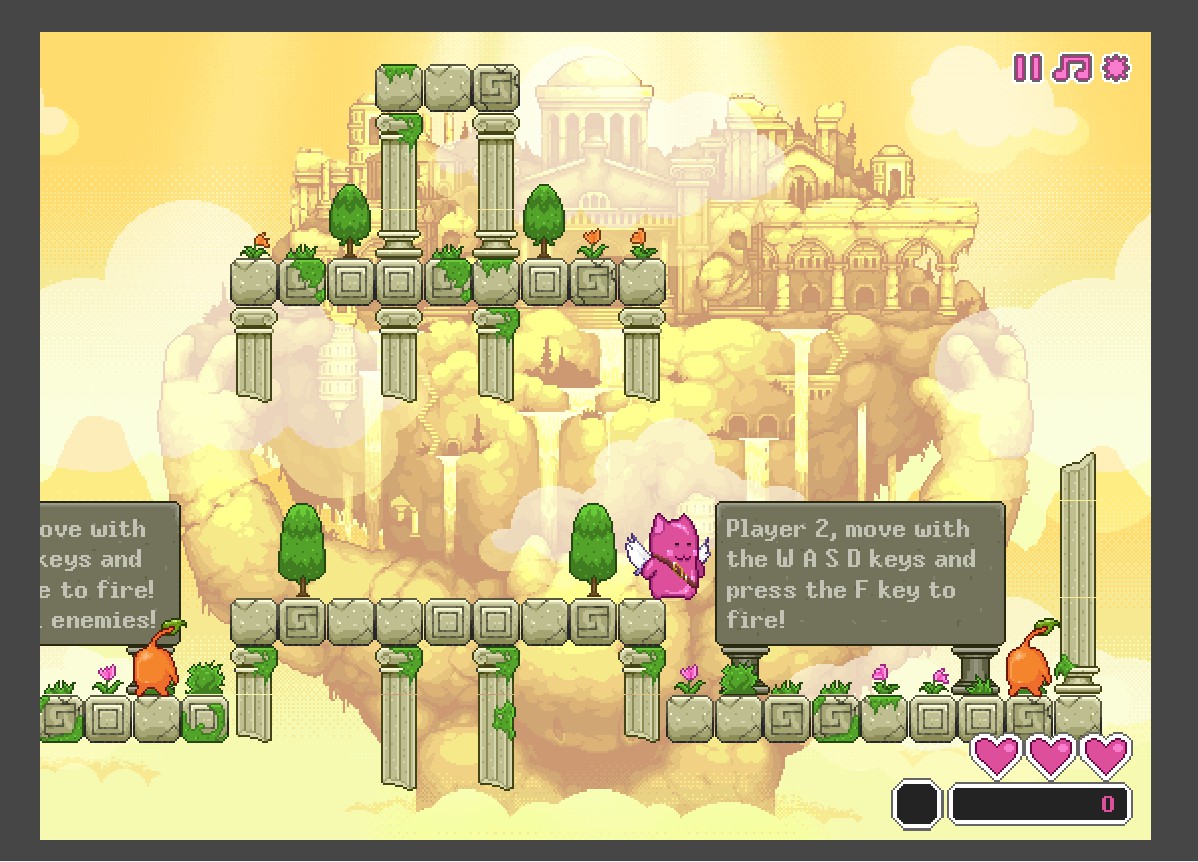 ove with
keys and
e to fire!
enemies!
Player 2, move with
the W A S D keys and
press the F key to
fire!
0